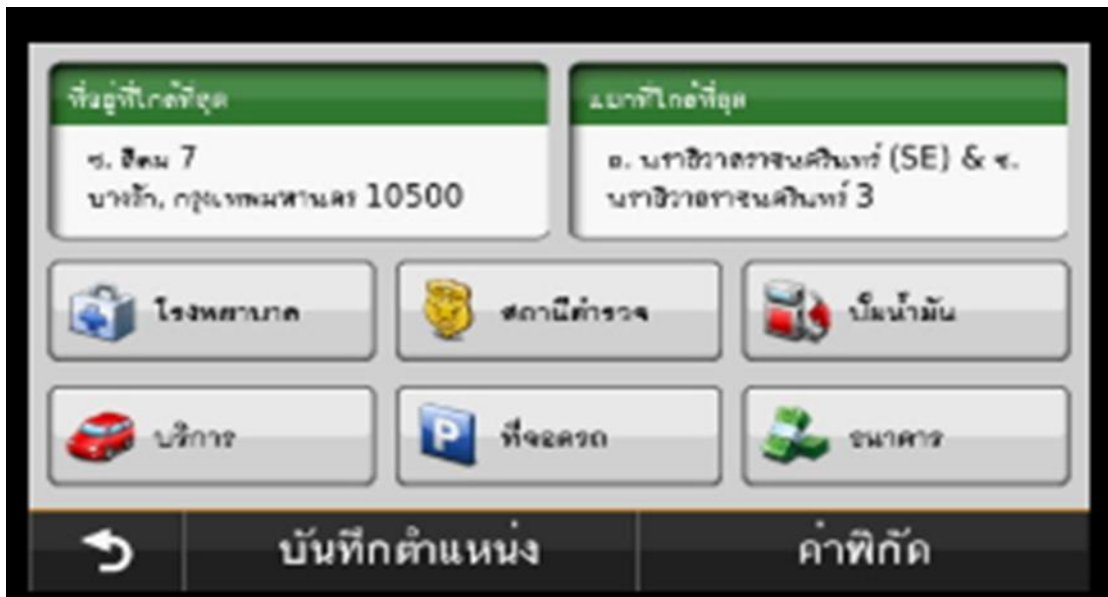 ที่อยู่ที่ใกล้ที่สุด
แยกที่ใกล้ที่สุด
ซ. สีลม 7
บางรัก, กรุงเทพมหานคร 10500
ถ. นราธิวาสราชนครินทร์ (SE) & ซ.
นราธิวาสราชนครินทร์ 3
โรงพยาบาล
สถานีตำรวจ
ปั๊มน้ำมัน
บริการ
P
ที่จอดรถ
ธนาคาร
บันทึกตำแหน่ง
ค่าพิกัด